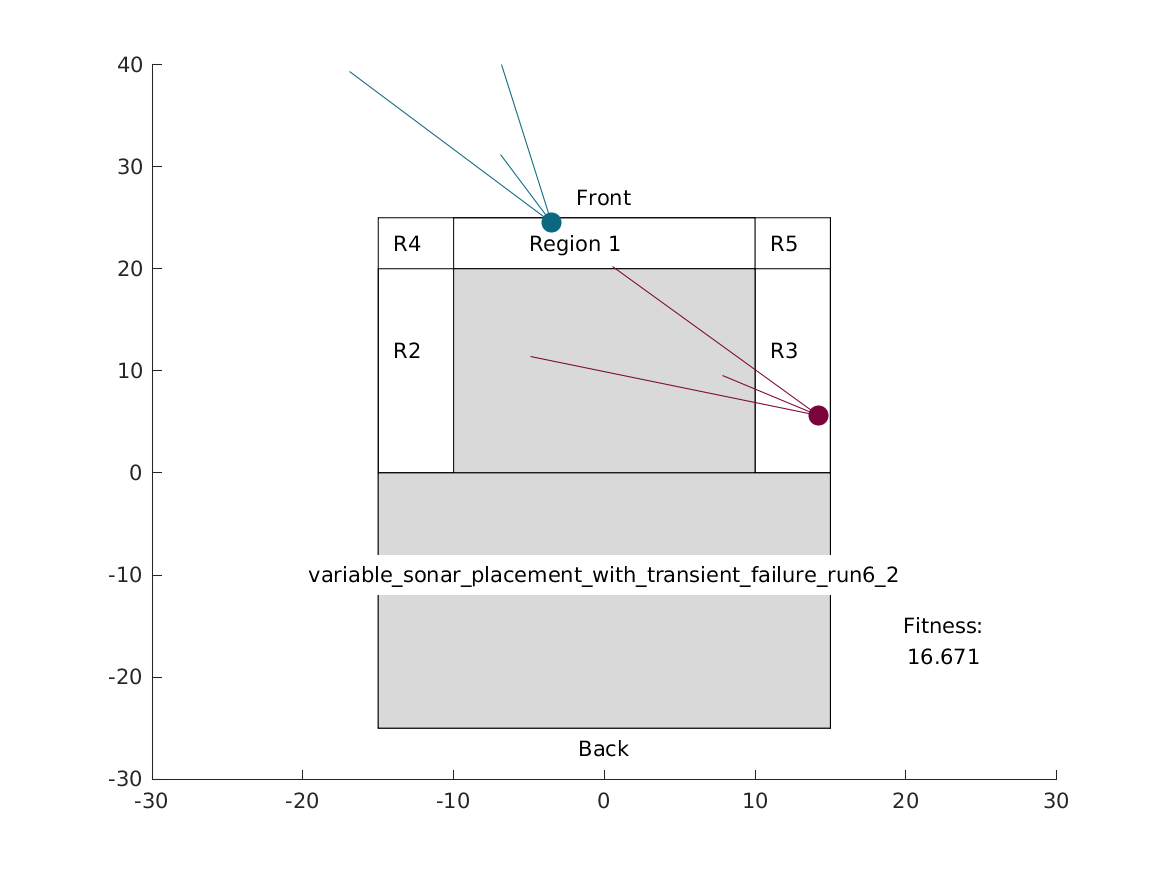 40
30
Front
R4
Region 1
R5
20
R2
R3
10
0
-10
variable_sonar_placement_with_transient_failure_run6_2
Fitness:
16.671
-20
Back
-30
-30
-20
-10
0
10
20
30